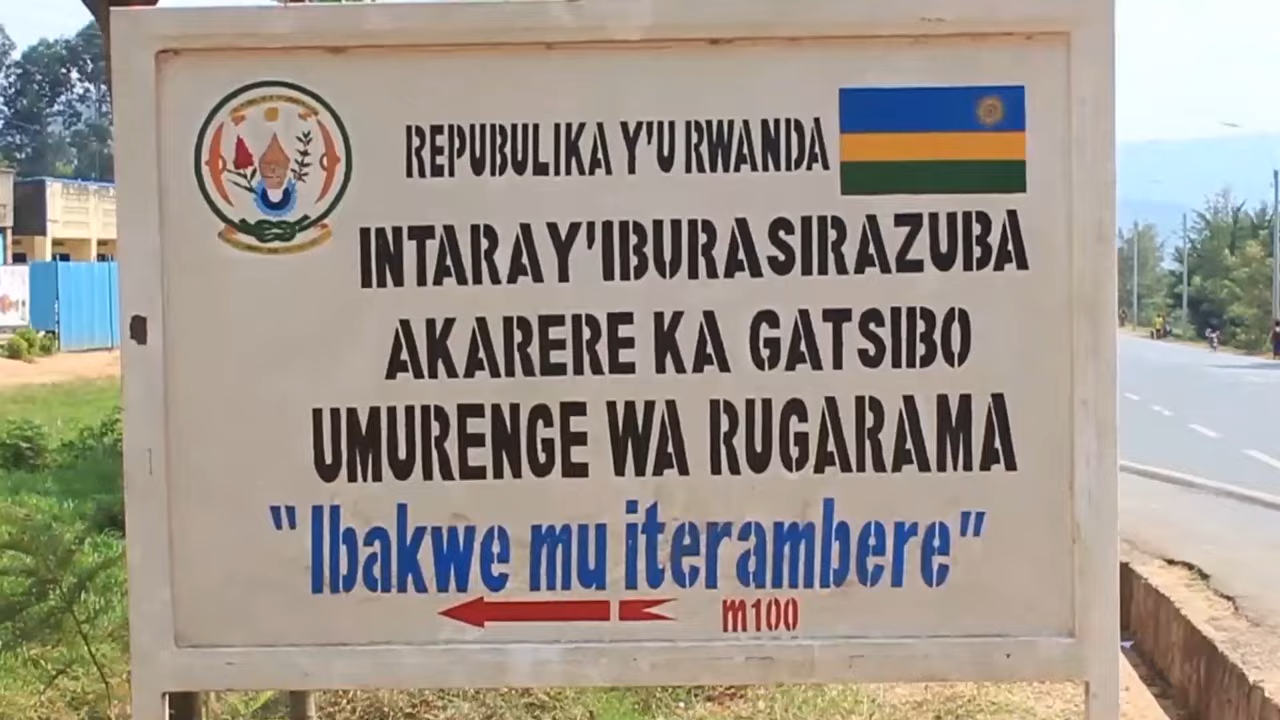 REPUBULIKA Y'U RWANDA
INTARA Y'IBURASIRAZUBA
AKARERE KA GATSIBO
UMURENGE WA RUGARAMA
"Ibakwe mu iterambere"
m100